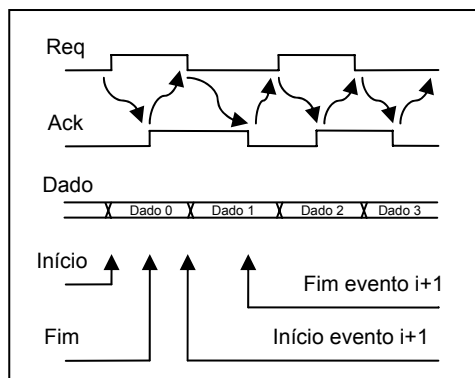 Req
Ack
Dado
Dado 0 Dado 1 Dado 2 Dado 3
Início
Fim evento i+1
Fim
Início evento i+1